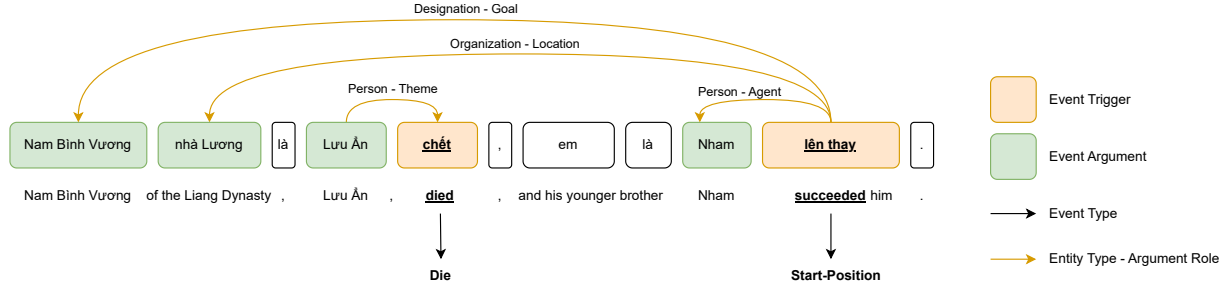 Designation - Goal
Organization - Location
Person - Theme
Person - Agent
Nam Bình Vương nhà Lương là Lưu Ẩn chết , em là Nham lên thay .
Nam Bình Vương of the Liang Dynasty , Lưu Ẩn , died , and his younger brother Nham succeeded him .
Die
Start-Position
Event Trigger
Event Argument
Event Type
Entity Type - Argument Role